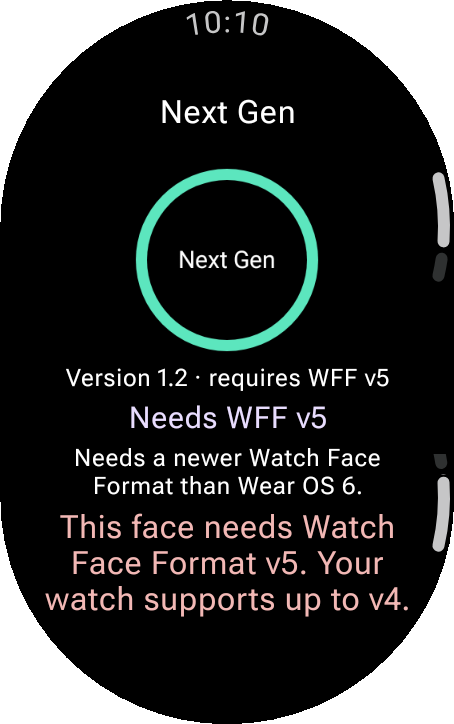 10:10
Next Gen
Next Gen
Version 1.2 · requires WFF v5
Needs WFF v5
Needs a newer Watch Face
Format than Wear OS 6.
This face needs Watch
Face Format v5. Your
watch supports up to v4.